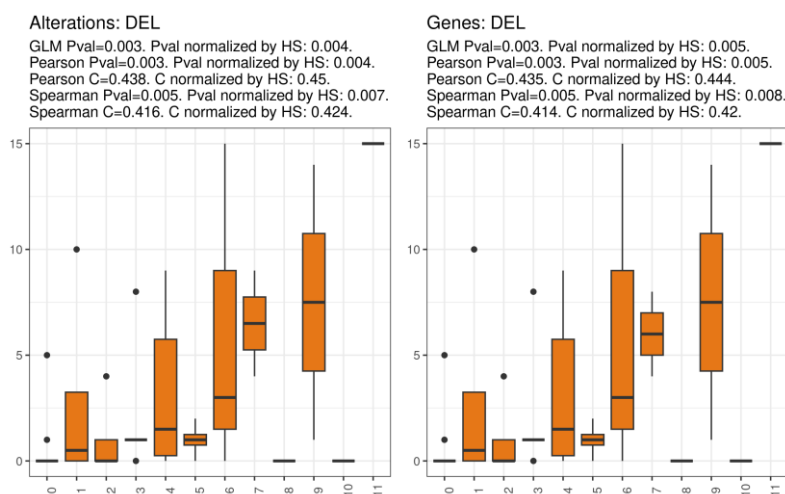 Alterations: DEL
GLM Pval=0.003. Pval normalized by HS: 0.004.
Pearson Pval=0.003. Pval normalized by HS: 0.004.
Pearson C=0.438. C normalized by HS: 0.45.
Spearman Pval=0.005. Pval normalized by HS: 0.007.
Spearman C=0.416. C normalized by HS: 0.424.
15
10
5
0
0 1 2 3 4 5 6 7 8 9 10 11
Genes: DEL
GLM Pval=0.003. Pval normalized by HS: 0.005.
Pearson Pval=0.003. Pval normalized by HS: 0.005.
Pearson C=0.435. C normalized by HS: 0.444.
Spearman Pval=0.005. Pval normalized by HS: 0.008.
Spearman C=0.414. C normalized by HS: 0.42.
15
10
5
0
0 1 2 3 4 5 6 7 8 9 10 11